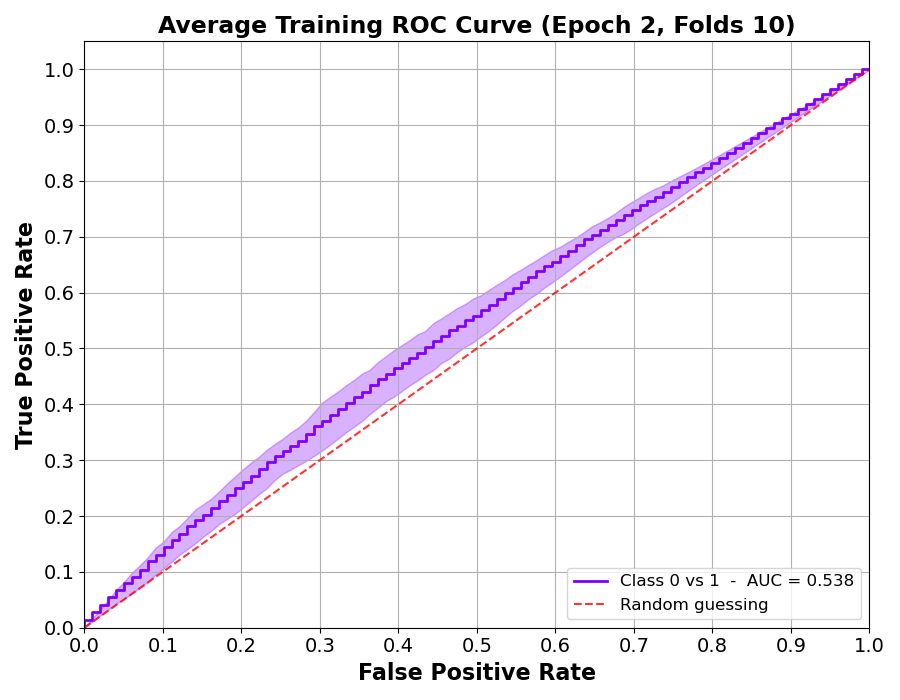 Average Training ROC Curve (Epoch 2, Folds 10)
True Positive Rate
1.0
0.9
0.8
0.7
0.6
0.5
0.4
0.3
0.2
0.1
0.0
Class 0 vs 1 - AUC = 0.538
Random guessing
0.0 0.1 0.2 0.3 0.4 0.5 0.6 0.7 0.8 0.9 1.0
False Positive Rate